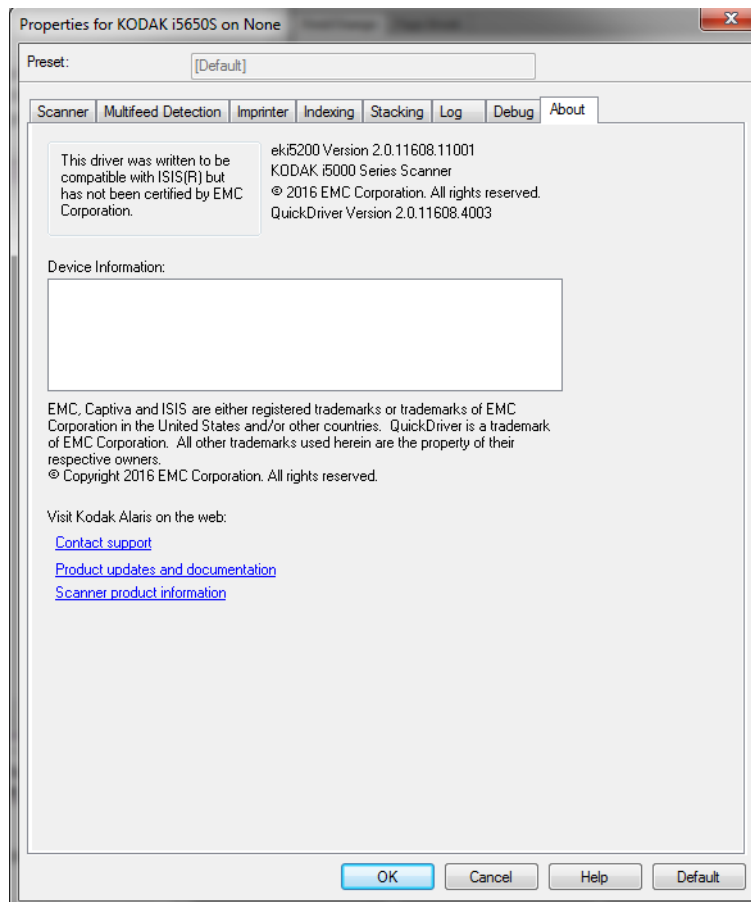 Properties for KODAK i5650S on None
Preset:
[Default]
Scanner Multifeed Detection Imprinter Indexing Stacking Log Debug About
This driver was written to be
compatible with ISIS(R) but
has not been certified by EMC
Corporation.
eki5200 Version 2.0.11608.11001
KODAK i5000 Series Scanner
© 2016 EMC Corporation. All rights reserved.
QuickDriver Version 2.0.11608.4003
Device Information:
EMC, Captiva and ISIS are either registered trademarks or trademarks of EMC
Corporation in the United States and/or other countries. QuickDriver is a trademark
of EMC Corporation. All other trademarks used herein are the property of their
respective owners.
© Copyright 2016 EMC Corporation. All rights reserved.
Visit Kodak Alaris on the web:
Contact support
Product updates and documentation
Scanner product information
OK Cancel Help Default